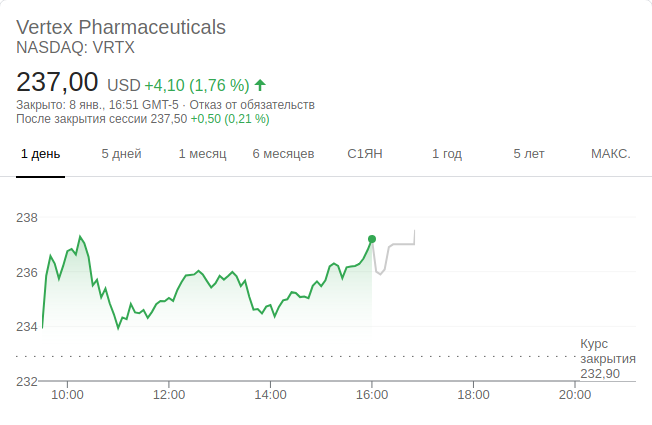 Vertex Pharmaceuticals
NASDAQ: VRTX
237,00 USD +4,10 (1,76 %)
Закрыто: 8 янв., 16:51 GMT-5 · Отказ от обязательств
После закрытия сессии 237,50 +0,50 (0,21 %)
1 день 5 дней 1 месяц 6 месяцев С1ЯН 1 год 5 лет МАКС.
238
236
234
Курс
закрытия
232,90
232
10:00 12:00 14:00 16:00 18:00 20:00